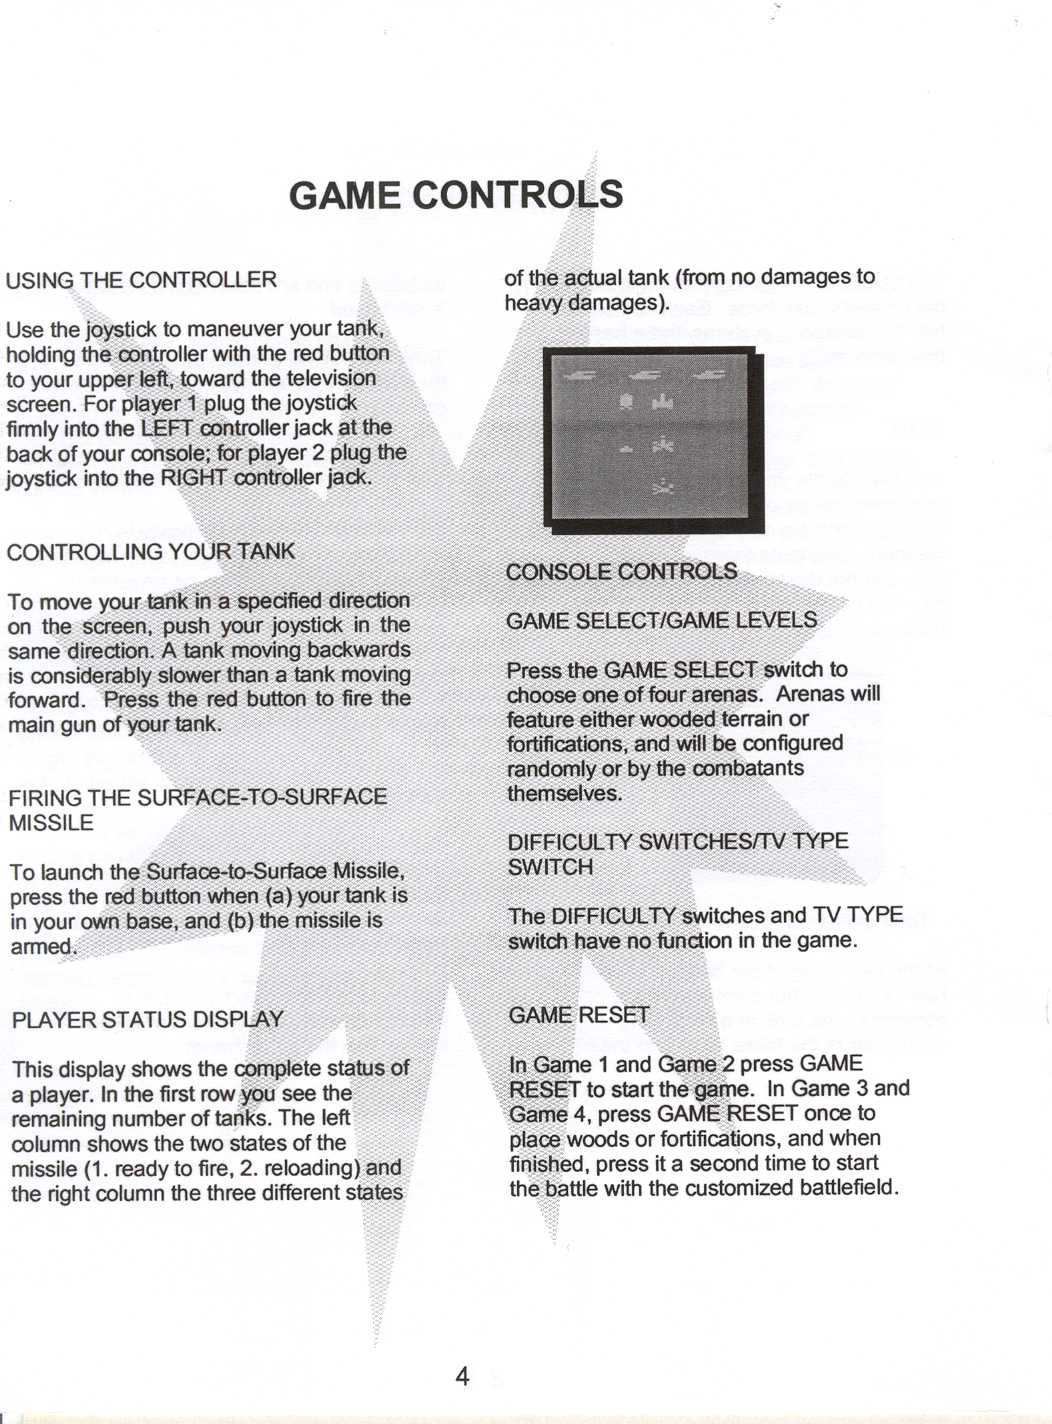 GAME CONTROLS
USING THE CONTROLLER
Use the joystick to maneuver your tank,
holding the controller with the red button
to your upper left, toward the television
screen. For player 1 plug the joystick
firmly into the LEFT controller jack at the
back of your console; for player 2 plug the
joystick into the RIGHT controller jack.
CONTROLLING YOUR TANK
To move your tank in a specified direction
on the screen, push your joystick in the
same direction. A tank moving backwards
is considerably slower than a tank moving
forward. Press the red button to fire the
main gun of your tank.
FIRING THE SURFACE-TO-SURFACE
MISSILE
To launch the Surface-to-Surface Missile,
press the red button when (a) your tank is
in your own base, and (b) the missile is
armed.
PLAYER STATUS DISPLAY
This display shows the complete status of
a player. In the first row you see the
remaining number of tanks. The left
column shows the two states of the
missile (1. ready to fire, 2. reloading) and
the right column the three different states
of the actual tank (from no damages to
heavy damages).
CONSOLE CONTROLS
GAME SELECT/GAME LEVELS
Press the GAME SELECT switch to
choose one of four arenas. Arenas will
feature either wooded terrain or
fortifications, and will be configured
randomly or by the combatants
themselves.
DIFFICULTY SWITCHES/TV TYPE
SWITCH
The DIFFICULTY switches and TV TYPE
switch have no function in the game.
GAME RESET
In Game 1 and Game 2 press GAME
RESET to start the game. In Game 3 and
Game 4, press GAME RESET once to
place woods or fortifications, and when
finished, press it a second time to start
the battle with the customized battlefield.
4